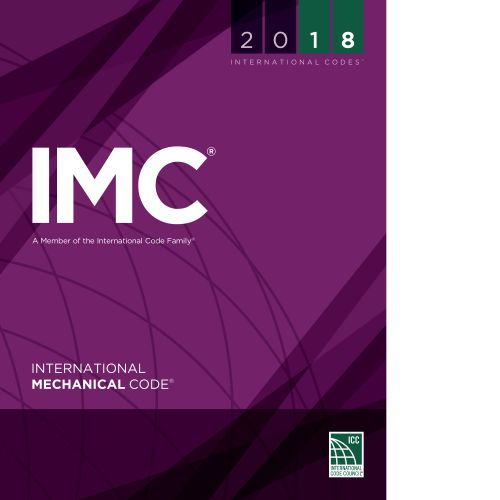 2018
INTERNATIONAL CODES®
IMC®
A Member of the International Code Family®
INTERNATIONAL
MECHANICAL CODE®
ICC
INTERNATIONAL
CODE COUNCIL®